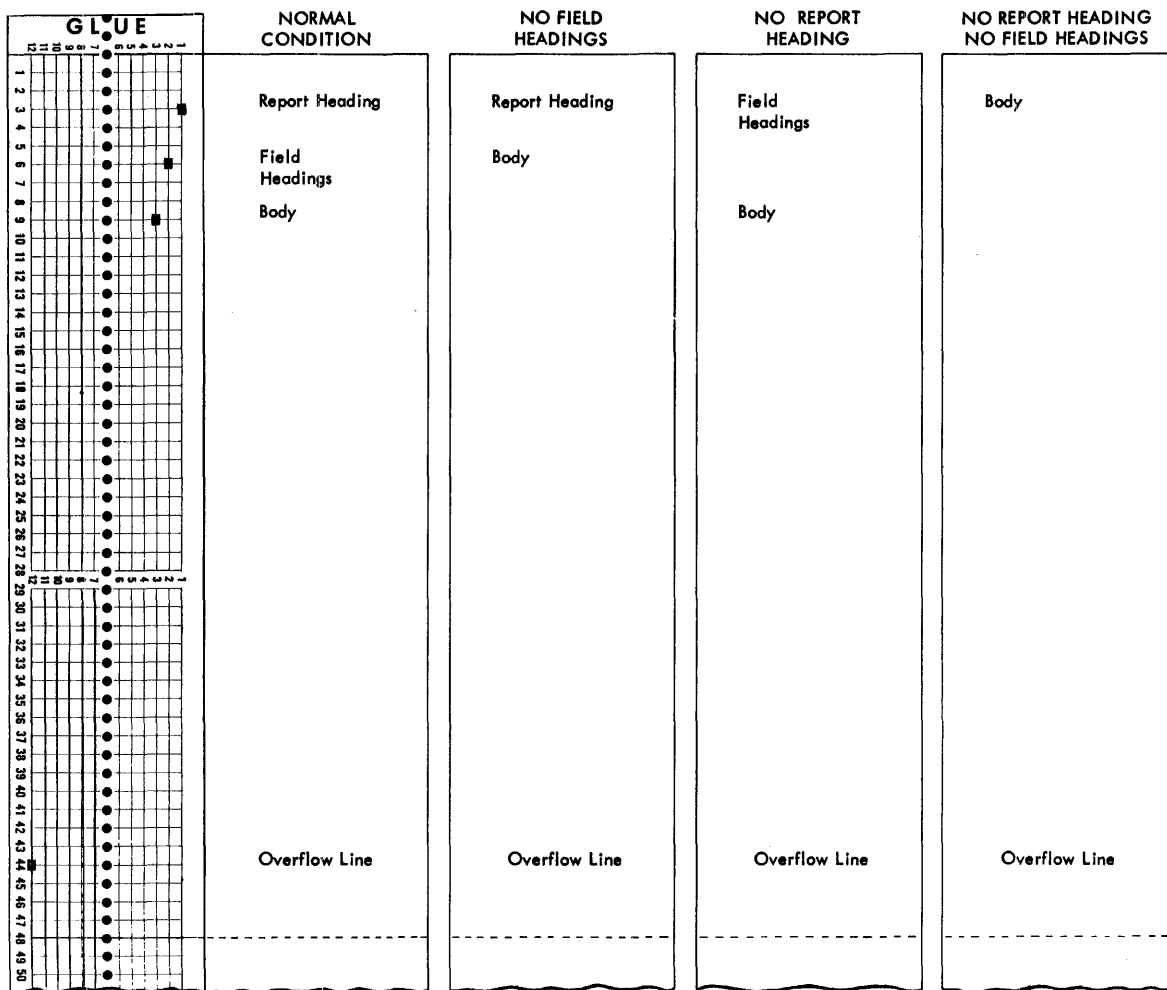 GLUE
12 11 10 9 8 7 6 5 4 3 2 1
1
2
3
4
5
6
7
8
9
10
11
12
13
14
15
16
17
18
19
20
21
22
23
24
25
26
27
28
12 11 10 9 8 7 6 5 4 3 2 1
29
30
31
32
33
34
35
36
37
38
39
40
41
42
43
44
45
46
47
48
49
50
NORMAL
CONDITION
Report Heading
Field
Headings
Body
Overflow Line
NO FIELD
HEADINGS
Report Heading
Body
Overflow Line
NO REPORT
HEADING
Field
Headings
Body
Overflow Line
NO REPORT HEADING
NO FIELD HEADINGS
Body
Overflow Line